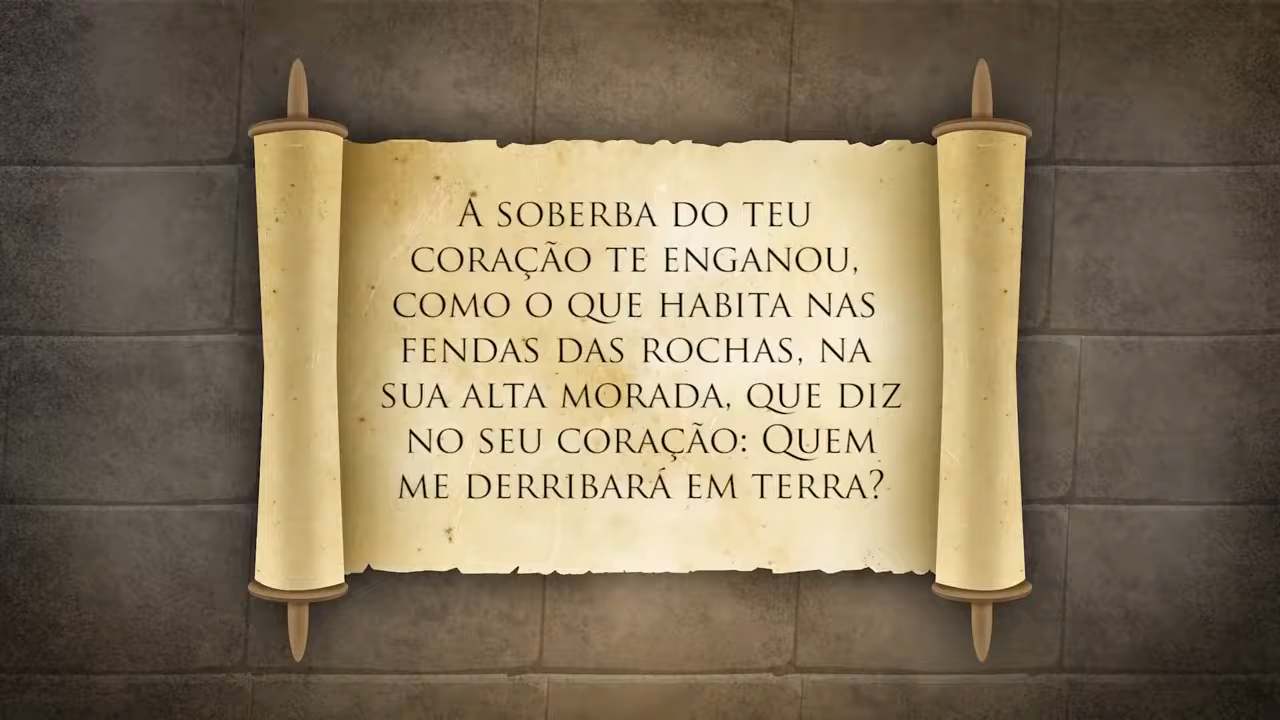 A SOBERBA DO TEU
CORAÇÃO TE ENGANOU,
COMO O QUE HABITA NAS
FENDAS DAS ROCHAS, NA
SUA ALTA MORADA, QUE DIZ
NO SEU CORAÇÃO: QUEM
ME DERRIBARÁ EM TERRA?